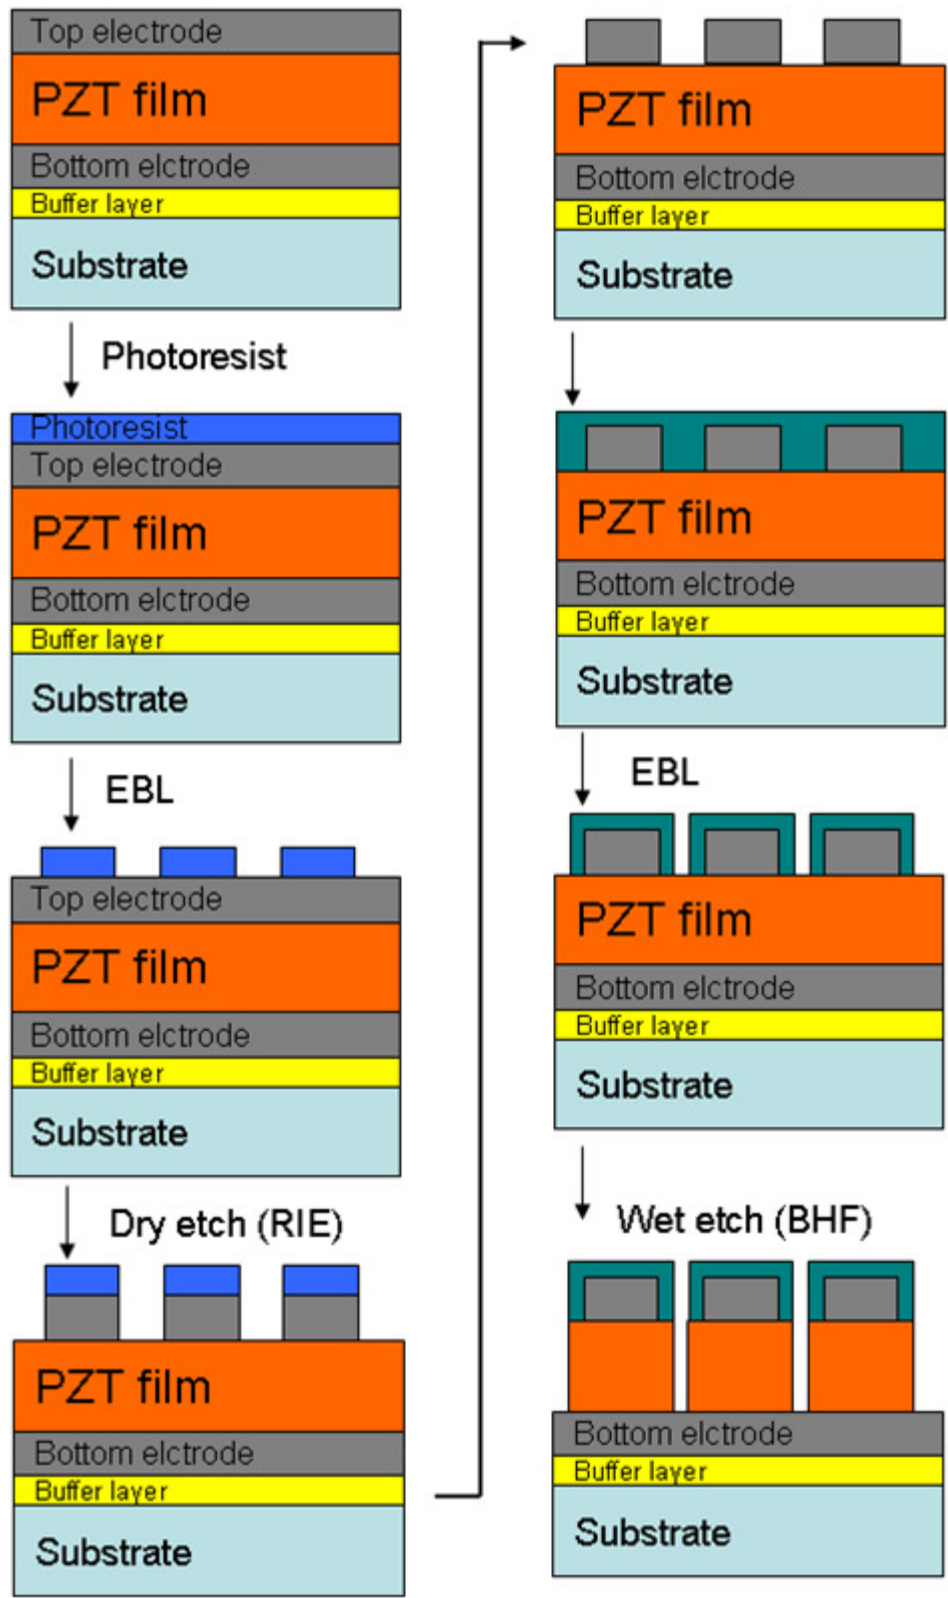 Top electrode
PZT film
Bottom elctrode
Buffer layer
Substrate
Photoresist
Photoresist
Top electrode
PZT film
Bottom elctrode
Buffer layer
Substrate
EBL
Top electrode
PZT film
Bottom elctrode
Buffer layer
Substrate
Dry etch (RIE)
PZT film
Bottom elctrode
Buffer layer
Substrate
PZT film
Bottom elctrode
Buffer layer
Substrate
PZT film
Bottom elctrode
Buffer layer
Substrate
EBL
PZT film
Bottom elctrode
Buffer layer
Substrate
Wet etch (BHF)
Bottom elctrode
Buffer layer
Substrate